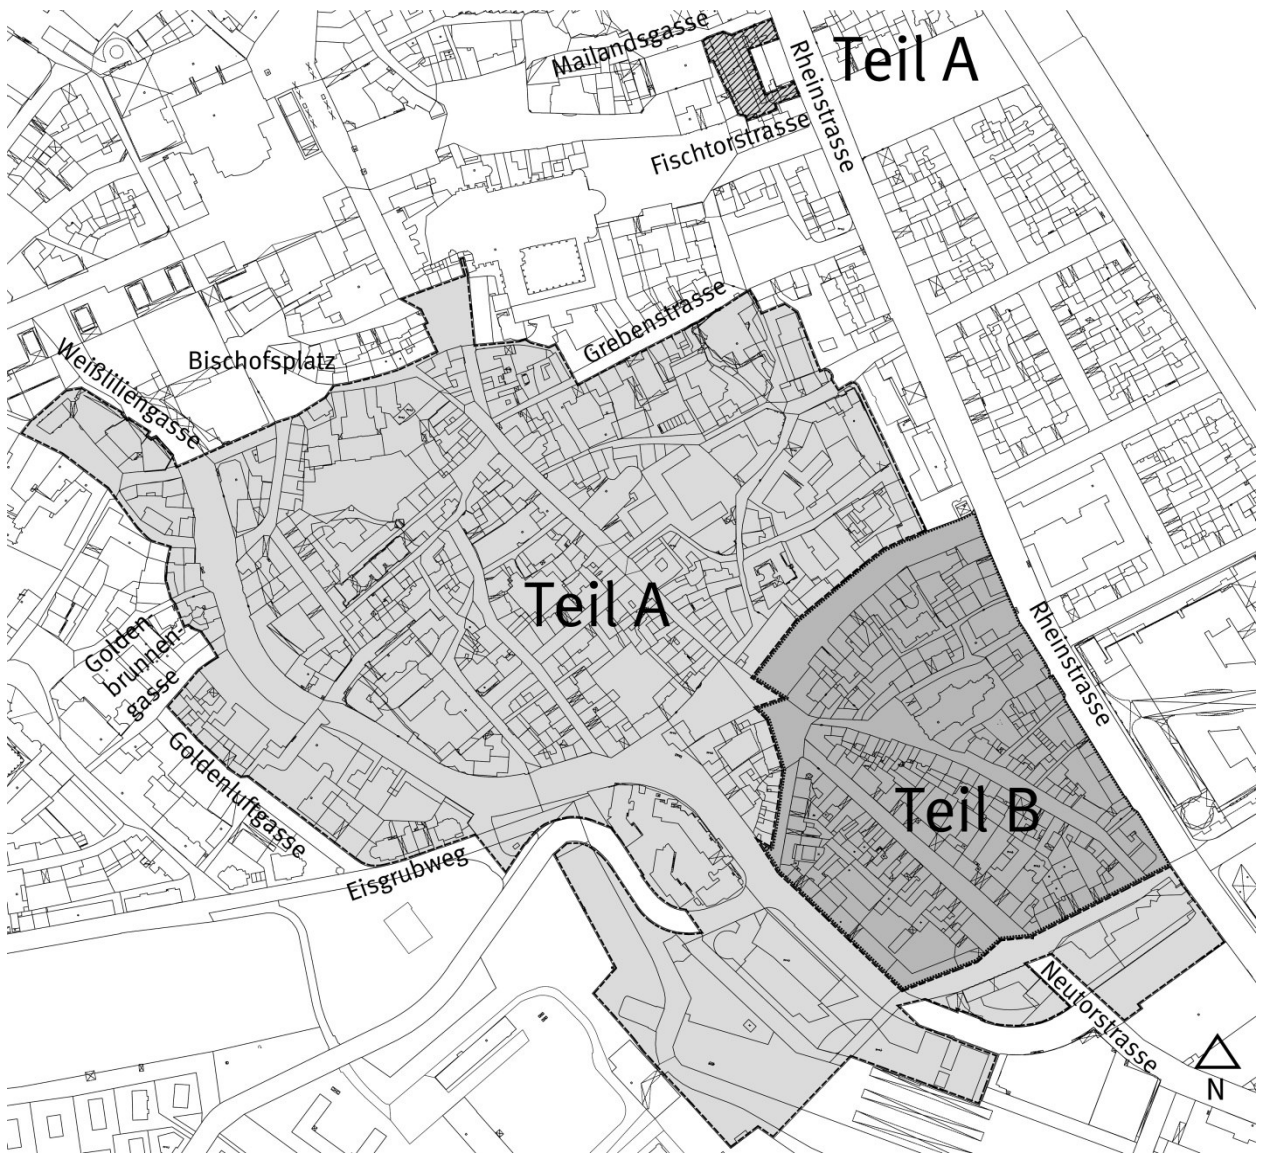 Mailandsgasse
Teil A
Rheinstrasse
Fischtorstrasse
Grebenstrasse
Bischofsplatz
Weißliliengasse
Teil A
Golden-
brunnen-
gasse
Rheinstrasse
Goldenluftgasse
Teil B
Eisgrubweg
Neutorstrasse
N